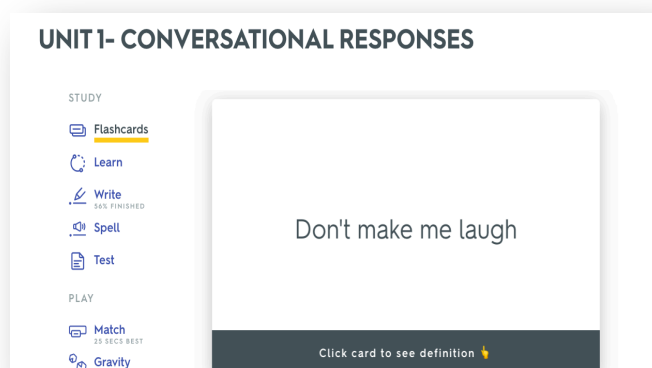 UNIT 1- CONVERSATIONAL RESPONSES
STUDY
Flashcards
Learn
Write
56% FINISHED
Spell
Test
PLAY
Match
25 SECS BEST
Gravity
Don't make me laugh
Click card to see definition 👆